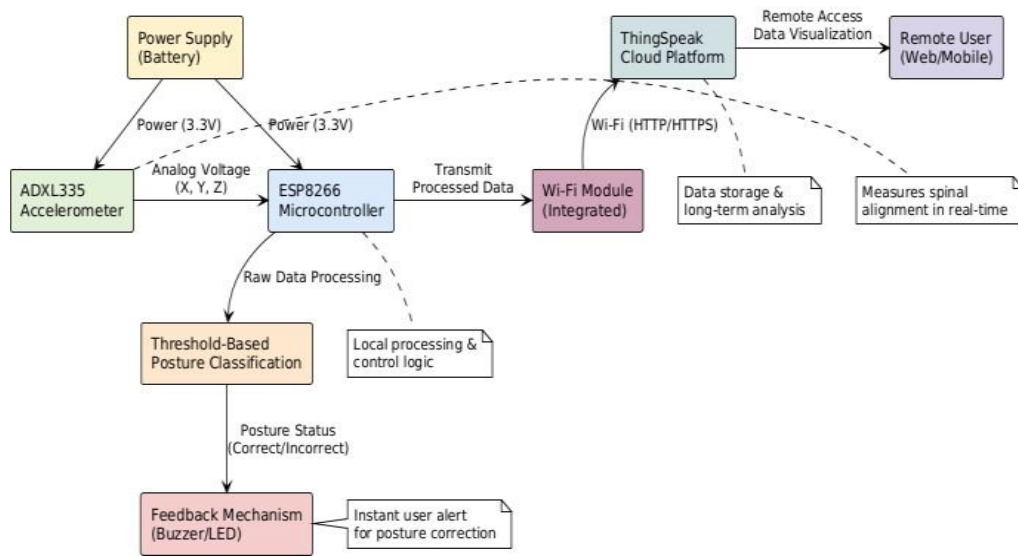 Power Supply
(Battery)
ThingSpeak
Cloud Platform
Remote Access
Data Visualization
Remote User
(Web/Mobile)
Power (3.3V)
Power (3.3V)
Wi-Fi (HTTP/HTTPS)
ADXL335
Accelerometer
Analog Voltage
(X, Y, Z)
ESP8266
Microcontroller
Transmit
Processed Data
Wi-Fi Module
(Integrated)
Data storage &
long-term analysis
Measures spinal
alignment in real-time
Raw Data Processing
Threshold-Based
Posture Classification
Local processing &
control logic
Posture Status
(Correct/Incorrect)
Feedback Mechanism
(Buzzer/LED)
Instant user alert
for posture correction